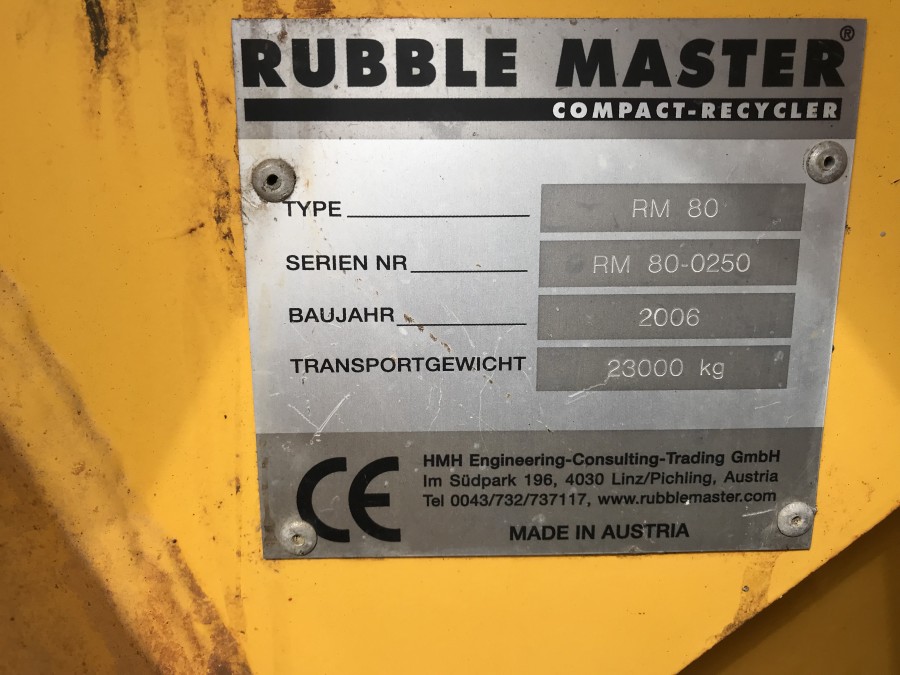 RUBBLE MASTER®
COMPACT-RECYCLER
TYPE RM 80
SERIEN NR RM 80-0250
BAUJAHR 2006
TRANSPORTGEWICHT 23000 kg
CE
HMH Engineering-Consulting-Trading GmbH
Im Südpark 196, 4030 Linz/Pichling, Austria
Tel 0043/732/737117, www.rubblemaster.com
MADE IN AUSTRIA